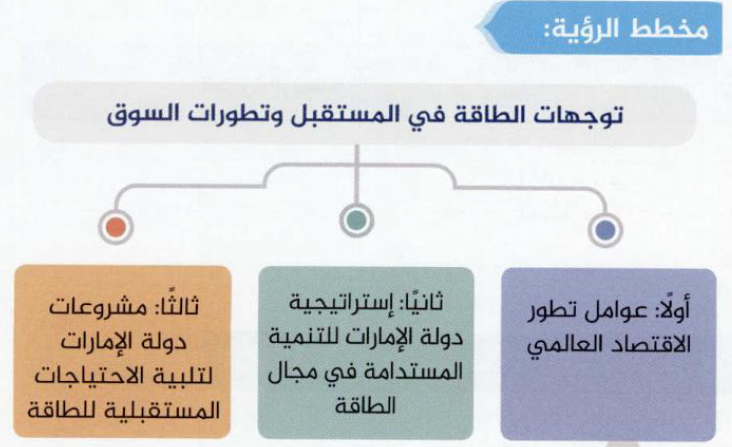 مخطط الرؤية:
توجهات الطاقة في المستقبل وتطورات السوق
أولًا: عوامل تطور
الاقتصاد العالمي
ثانيًا: إستراتيجية
دولة الإمارات للتنمية
المستدامة في مجال
الطاقة
ثالثًا: مشروعات
دولة الإمارات
لتلبية الاحتياجات
المستقبلية للطاقة